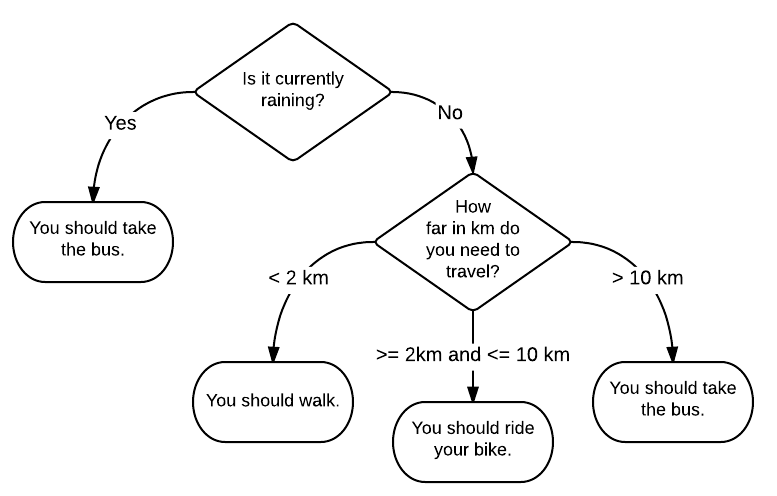 Is it currently
raining?
Yes
No
You should take
the bus.
How
far in km do
you need to
travel?
< 2 km
>= 2km and <= 10 km
> 10 km
You should walk.
You should ride
your bike.
You should take
the bus.